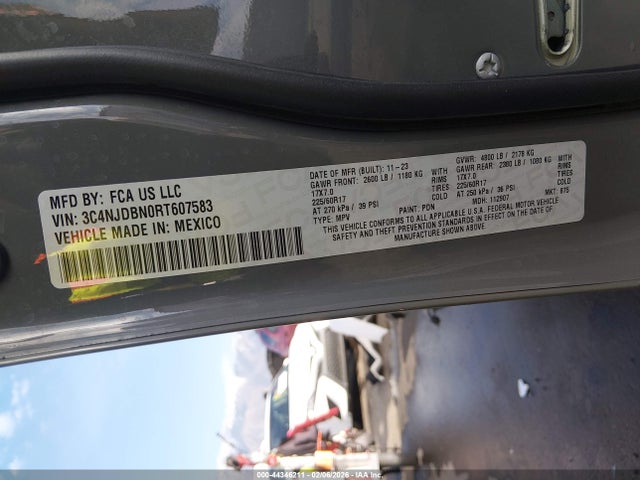 MFD BY: FCA US LLC
VIN: 3C4NJDBN0RT607583
VEHICLE MADE IN: MEXICO
DATE OF MFR (BUILT): 11-23
GAWR FRONT: 2600 LB / 1180 KG WITH
17X7.0 RIMS
225/60R17 TIRES
AT 270 kPa / 39 PSI COLD
TYPE: MPV PAINT: PDN
GVWR: 4800 LB / 2178 KG
GAWR REAR: 2380 LB / 1080 KG WITH
17X7.0 RIMS
225/60R17 TIRES
AT 250 kPa / 36 PSI COLD
MDH: 112907 MKT: 875
THIS VEHICLE CONFORMS TO ALL APPLICABLE U.S.A. FEDERAL MOTOR VEHICLE
SAFETY, BUMPER, AND THEFT PREVENTION STANDARDS IN EFFECT ON THE DATE OF
MANUFACTURE SHOWN ABOVE.
000-44346211 - 02/06/2026 - IAA Inc.